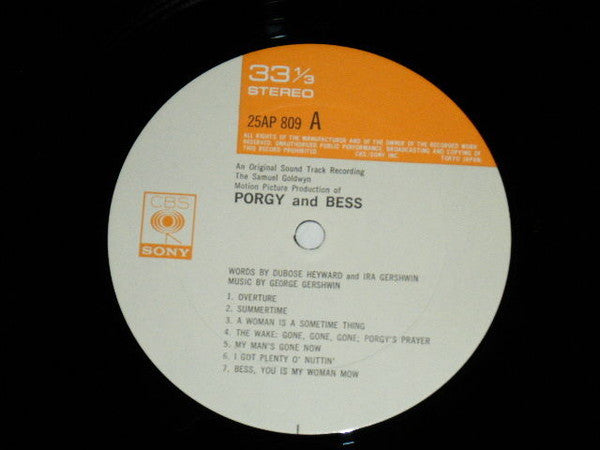 33⅓
STEREO
25AP 809 A
ALL RIGHTS OF THE MANUFACTURER AND OF THE OWNER OF THE RECORDED WORK
RESERVED. UNAUTHORIZED PUBLIC PERFORMANCE, BROADCASTING AND COPYING OF
THIS RECORD PROHIBITED. CBS/SONY INC. TOKYO JAPAN
An Original Sound Track Recording
The Samuel Goldwyn
Motion Picture Production of
PORGY and BESS
CBS
SONY
WORDS BY DUBOSE HEYWARD and IRA GERSHWIN
MUSIC BY GEORGE GERSHWIN
1. OVERTURE
2. SUMMERTIME
3. A WOMAN IS A SOMETIME THING
4. THE WAKE; GONE, GONE, GONE; PORGY'S PRAYER
5. MY MAN'S GONE NOW
6. I GOT PLENTY O' NUTTIN'
7. BESS, YOU IS MY WOMAN MOW